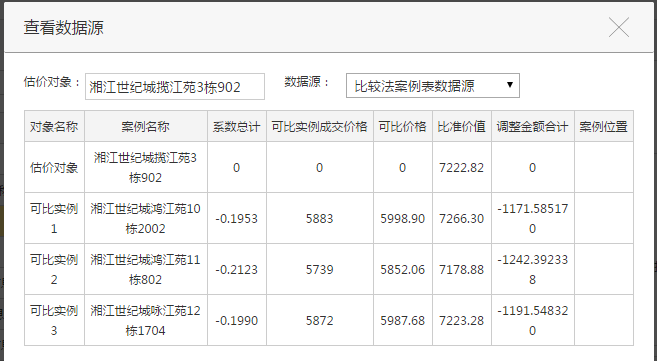 查看数据源
估价对象： 湘江世纪城揽江苑3栋902 数据源： 比较法案例表数据源
对象名称 案例名称 系数总计 可比实例成交价格 可比价格 比准价值 调整金额合计 案例位置
估价对象 湘江世纪城揽江苑3
栋902 0 0 0 7222.82 0
可比实例
1 湘江世纪城鸿江苑10
栋2002 -0.1953 5883 5998.90 7266.30 -1171.58517
0
可比实例
2 湘江世纪城鸿江苑11
栋802 -0.2123 5739 5852.06 7178.88 -1242.39233
8
可比实例
3 湘江世纪城咏江苑12
栋1704 -0.1990 5872 5987.68 7223.28 -1191.54832
0